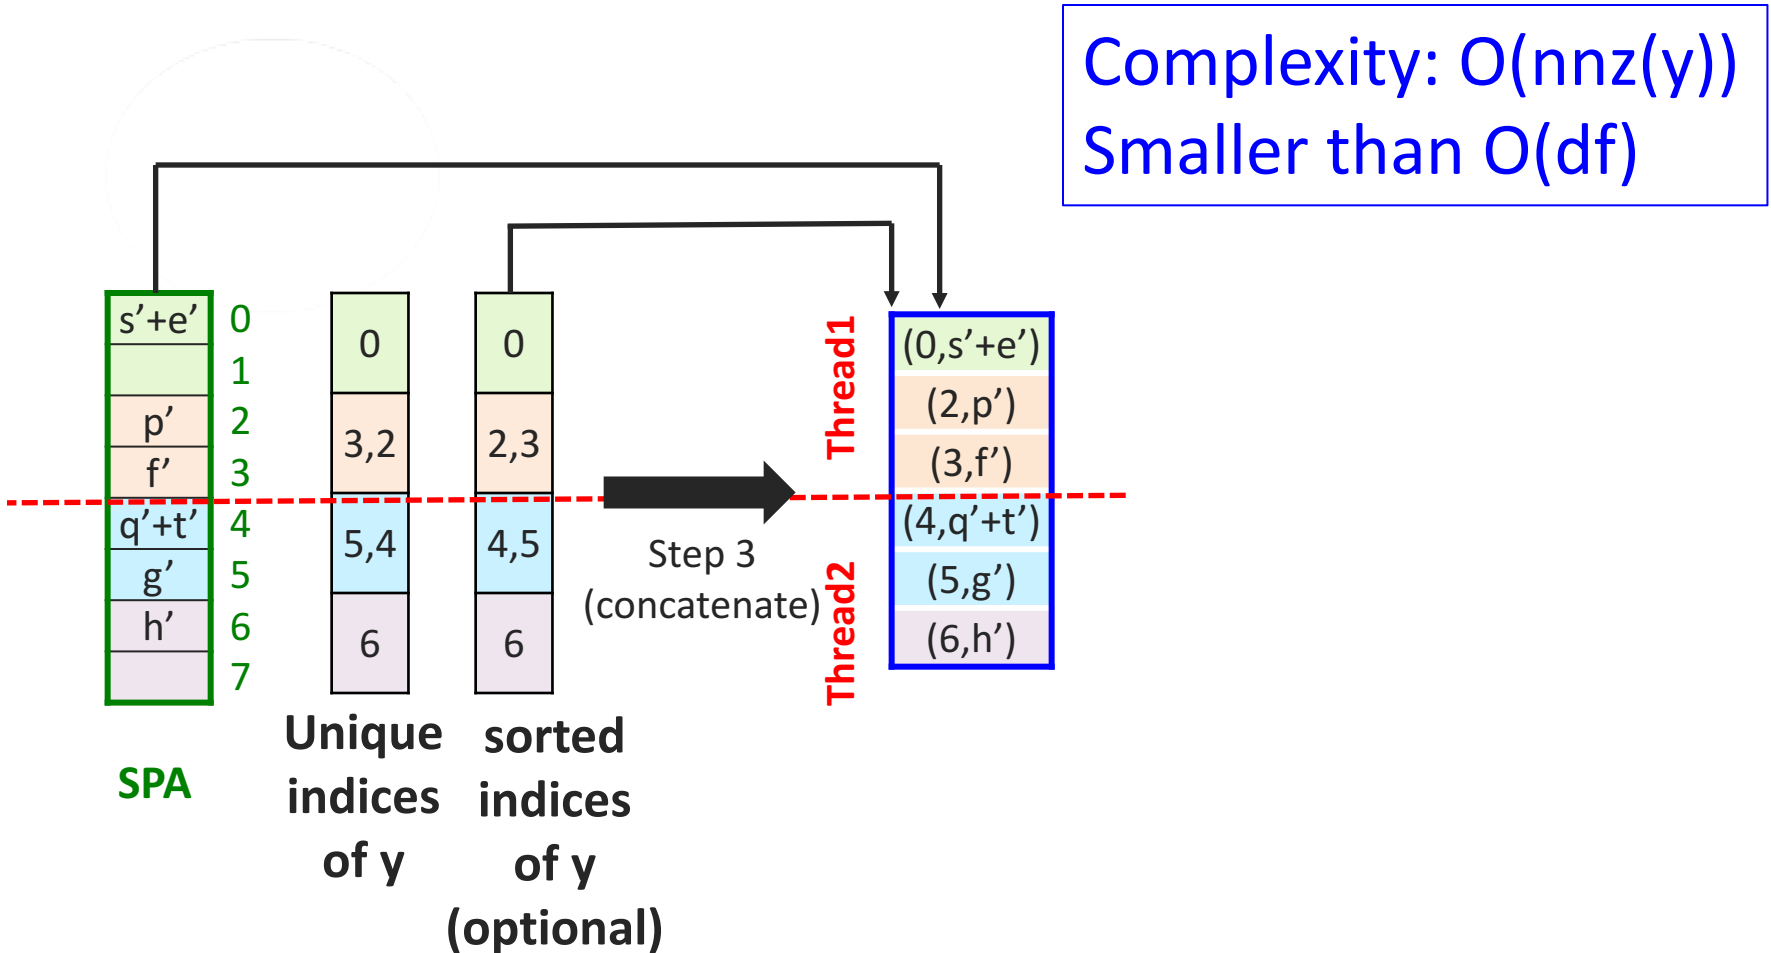 Complexity: O(nnz(y))
Smaller than O(df)
s’+e’
p’
f’
q’+t’
g’
h’
0
1
2
3
4
5
6
7
SPA
0
3,2
5,4
6
Unique
indices
of y
0
2,3
4,5
6
sorted
indices
of y
(optional)
Step 3
(concatenate)
Thread1
Thread2
(0,s’+e’)
(2,p’)
(3,f’)
(4,q’+t’)
(5,g’)
(6,h’)